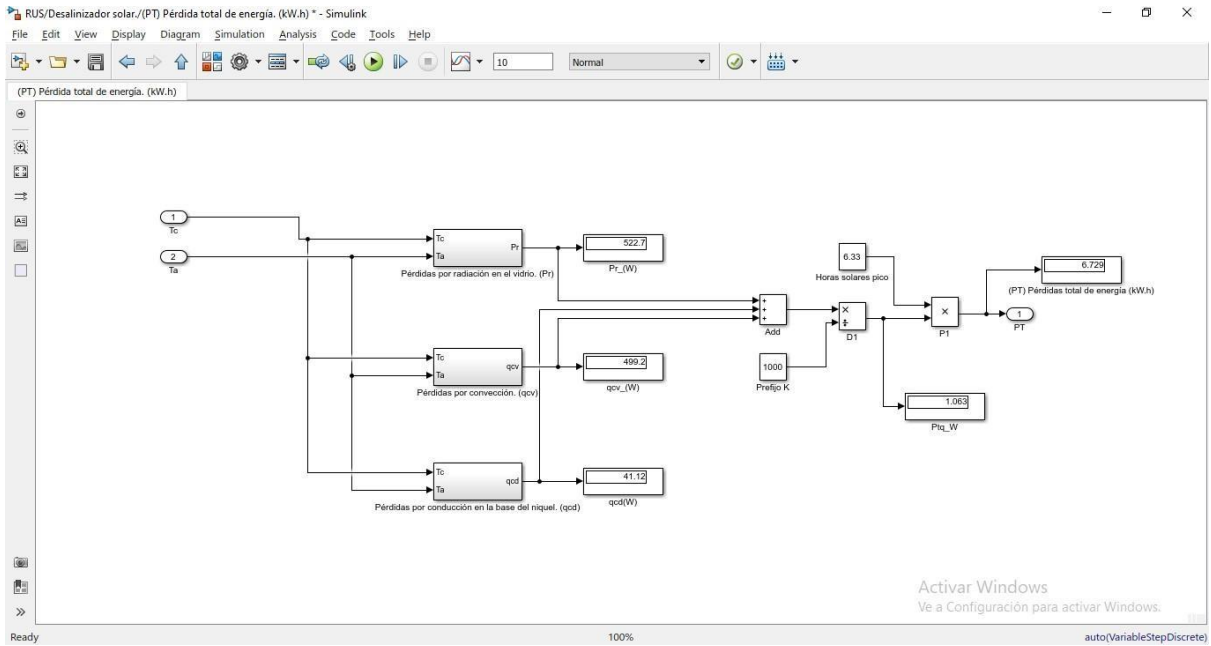 RUS/Desalinizador solar./(PT) Pérdida total de energía. (kW.h) * - Simulink
File Edit View Display Diagram Simulation Analysis Code Tools Help
10
Normal
(PT) Pérdida total de energía. (kW.h)
1
Tc
2
Ta
Tc
Ta
Pr
Pérdidas por radiación en el vidrio. (Pr)
522.7
Pr_(W)
Tc
Ta
qcv
Pérdidas por convección. (qcv)
499.2
qcv_(W)
Tc
Ta
qcd
Pérdidas por conducción en la base del niquel. (qcd)
41.12
qcd(W)
+
+
+
Add
1000
Prefijo K
×
÷
D1
6.33
Horas solares pico
×
P1
6.729
(PT) Pérdidas total de energía (kW.h)
1
PT
1.063
Ptq_W
Activar Windows
Ve a Configuración para activar Windows.
Ready
100%
auto(VariableStepDiscrete)